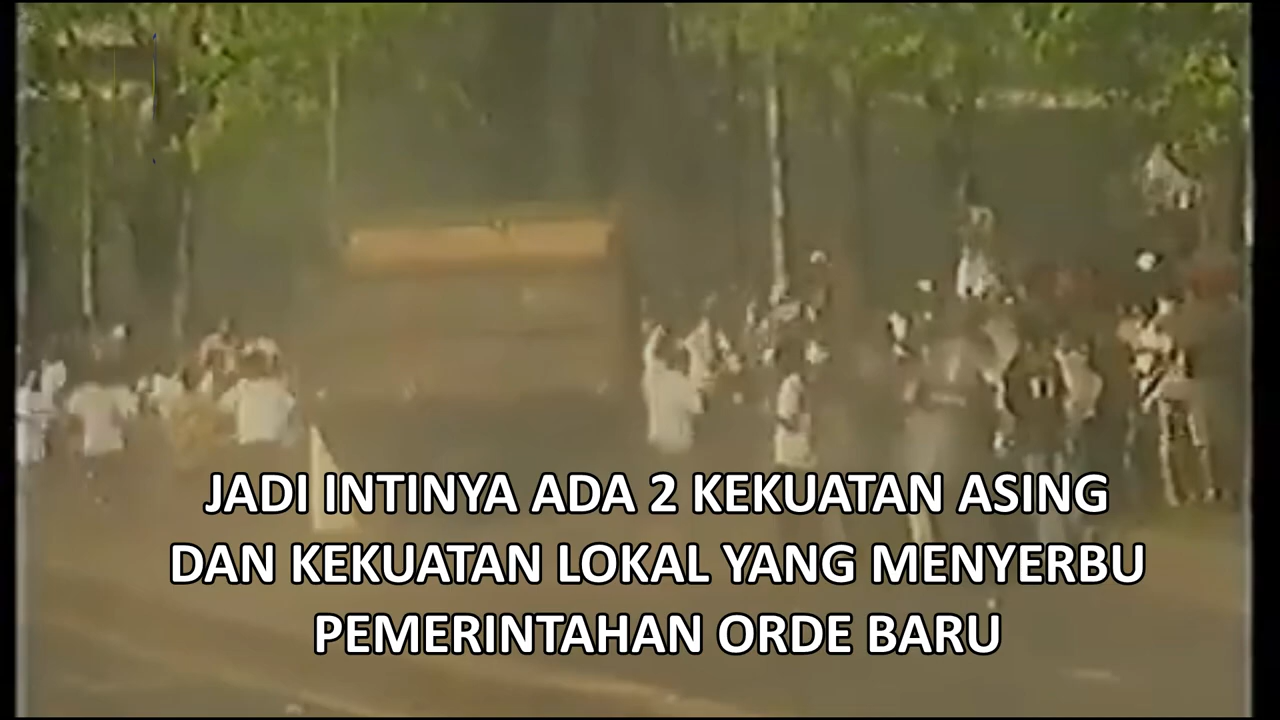 JADI INTINYA ADA 2 KEKUATAN ASING
DAN KEKUATAN LOKAL YANG MENYERBU
PEMERINTAHAN ORDE BARU